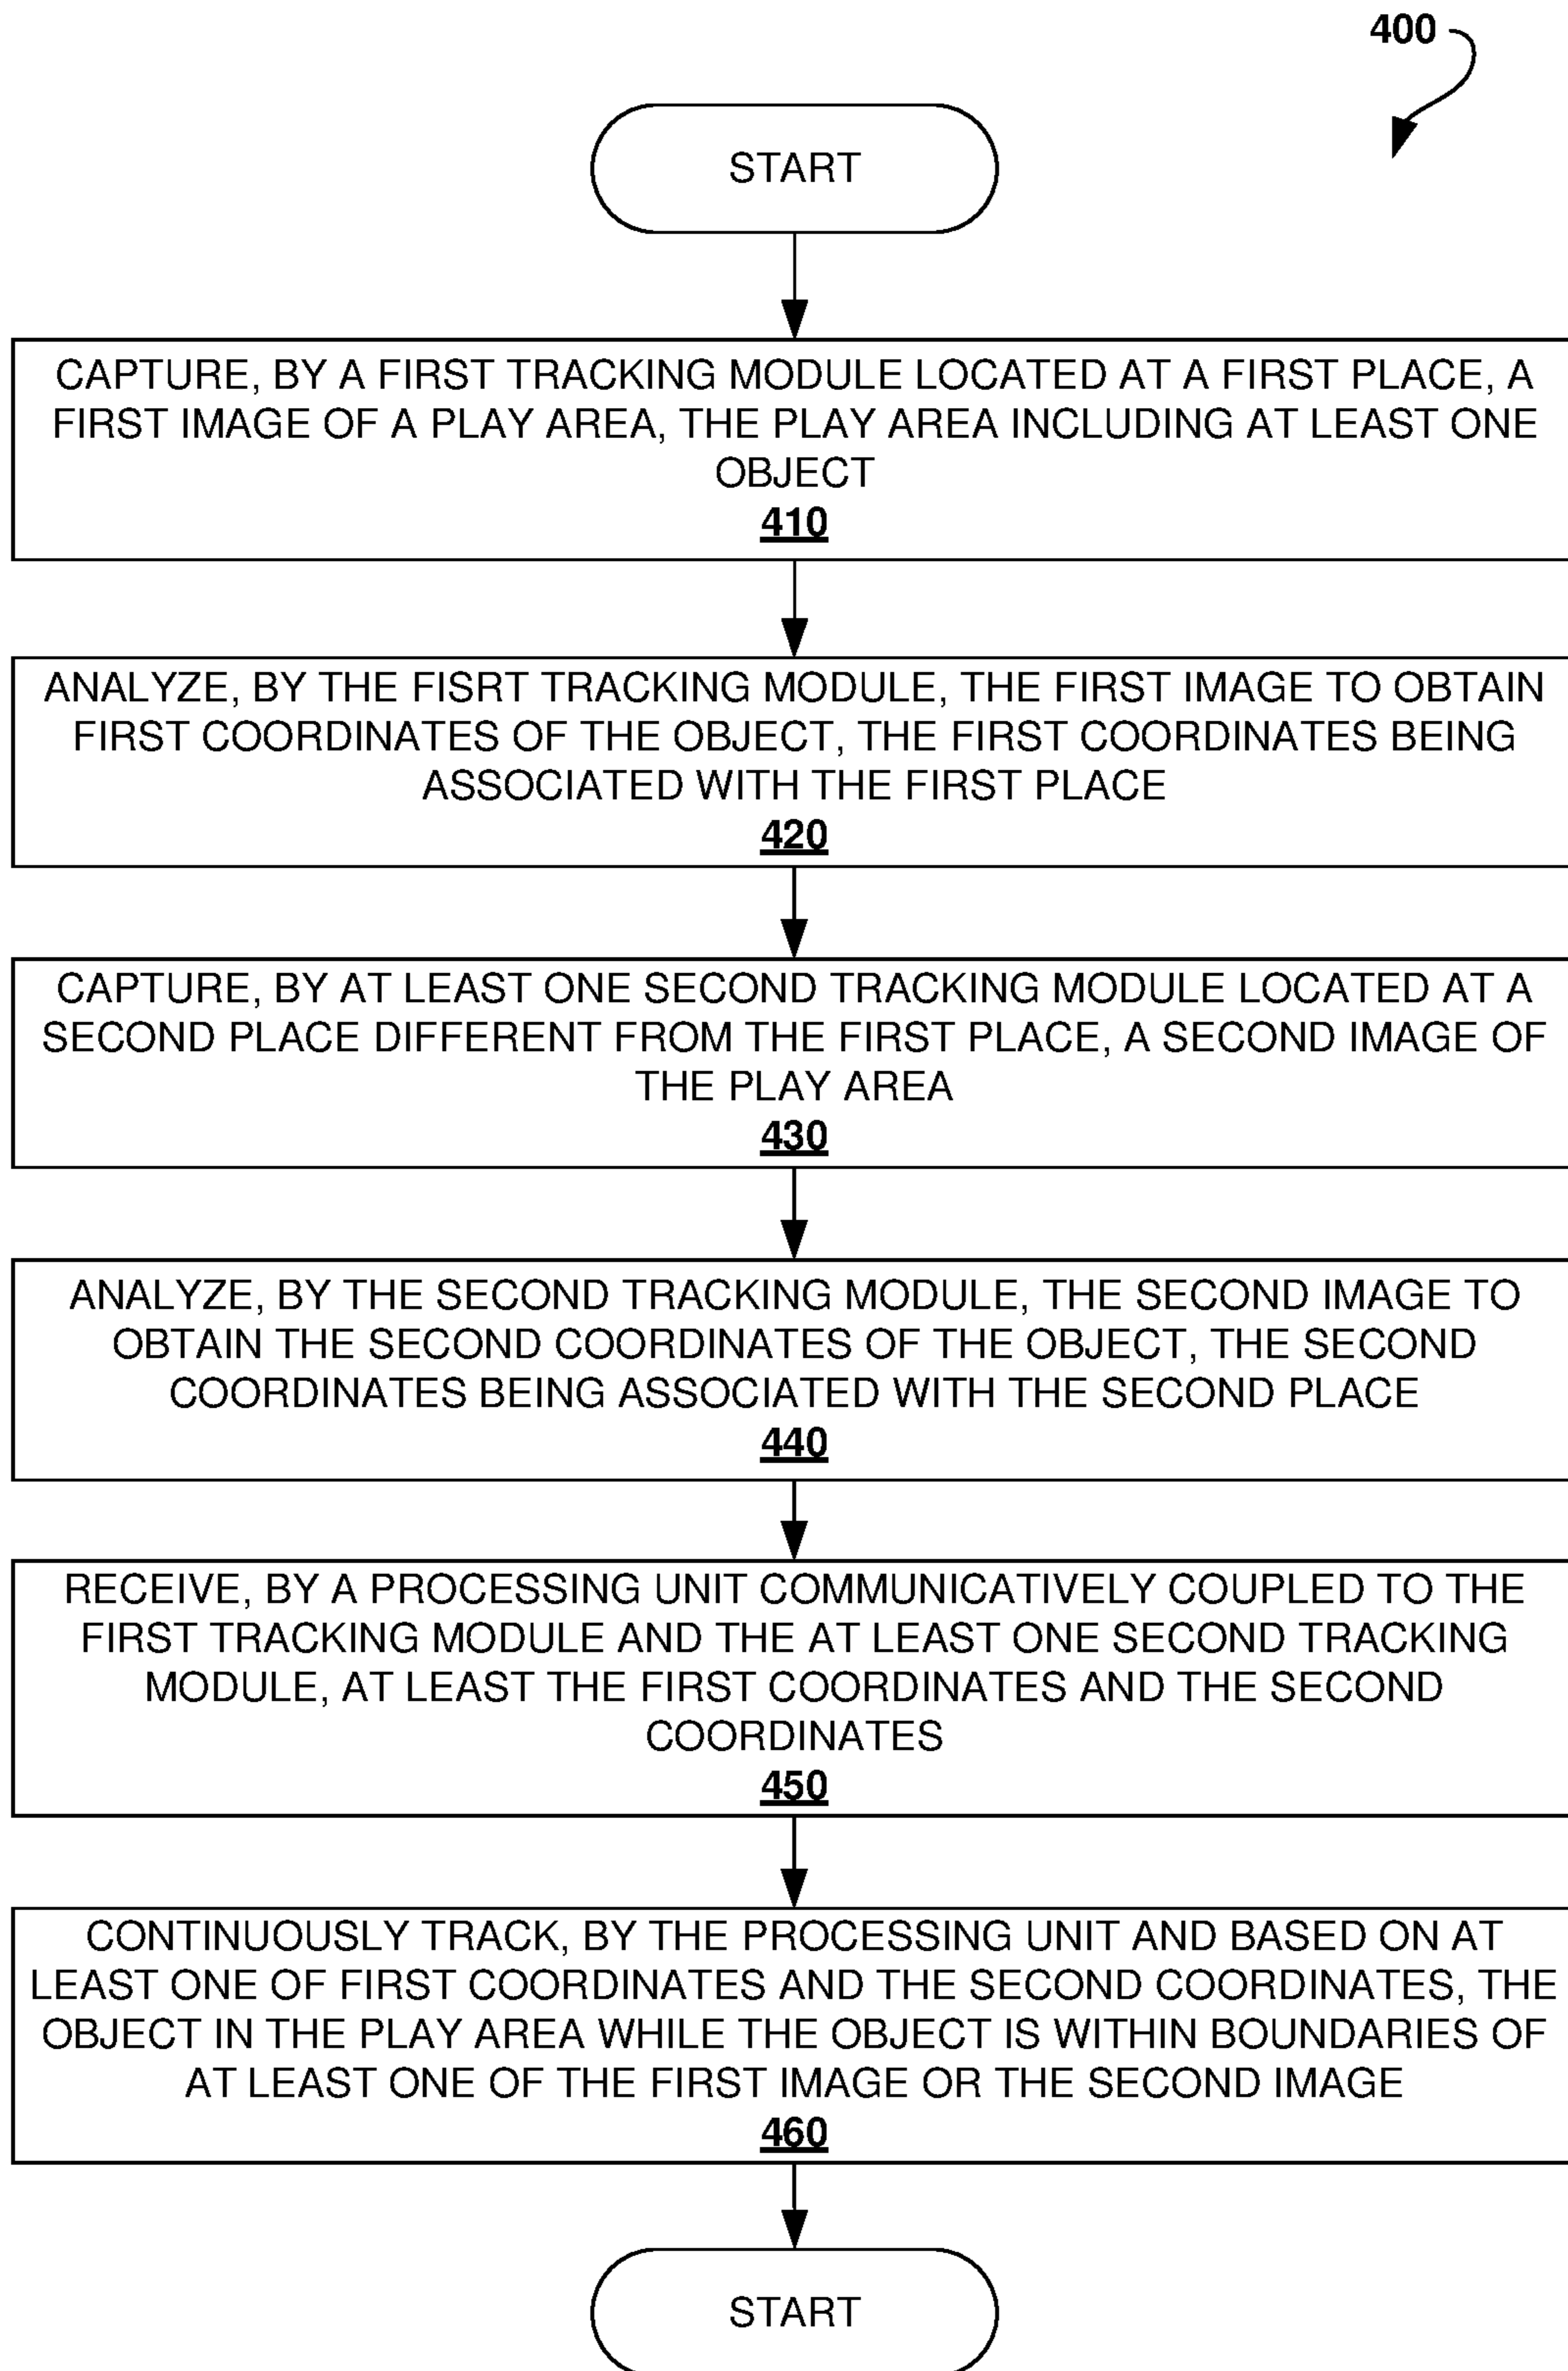 400
START
CAPTURE, BY A FIRST TRACKING MODULE LOCATED AT A FIRST PLACE, A
FIRST IMAGE OF A PLAY AREA, THE PLAY AREA INCLUDING AT LEAST ONE
OBJECT
410
ANALYZE, BY THE FISRT TRACKING MODULE, THE FIRST IMAGE TO OBTAIN
FIRST COORDINATES OF THE OBJECT, THE FIRST COORDINATES BEING
ASSOCIATED WITH THE FIRST PLACE
420
CAPTURE, BY AT LEAST ONE SECOND TRACKING MODULE LOCATED AT A
SECOND PLACE DIFFERENT FROM THE FIRST PLACE, A SECOND IMAGE OF
THE PLAY AREA
430
ANALYZE, BY THE SECOND TRACKING MODULE, THE SECOND IMAGE TO
OBTAIN THE SECOND COORDINATES OF THE OBJECT, THE SECOND
COORDINATES BEING ASSOCIATED WITH THE SECOND PLACE
440
RECEIVE, BY A PROCESSING UNIT COMMUNICATIVELY COUPLED TO THE
FIRST TRACKING MODULE AND THE AT LEAST ONE SECOND TRACKING
MODULE, AT LEAST THE FIRST COORDINATES AND THE SECOND
COORDINATES
450
CONTINUOUSLY TRACK, BY THE PROCESSING UNIT AND BASED ON AT
LEAST ONE OF FIRST COORDINATES AND THE SECOND COORDINATES, THE
OBJECT IN THE PLAY AREA WHILE THE OBJECT IS WITHIN BOUNDARIES OF
AT LEAST ONE OF THE FIRST IMAGE OR THE SECOND IMAGE
460
START